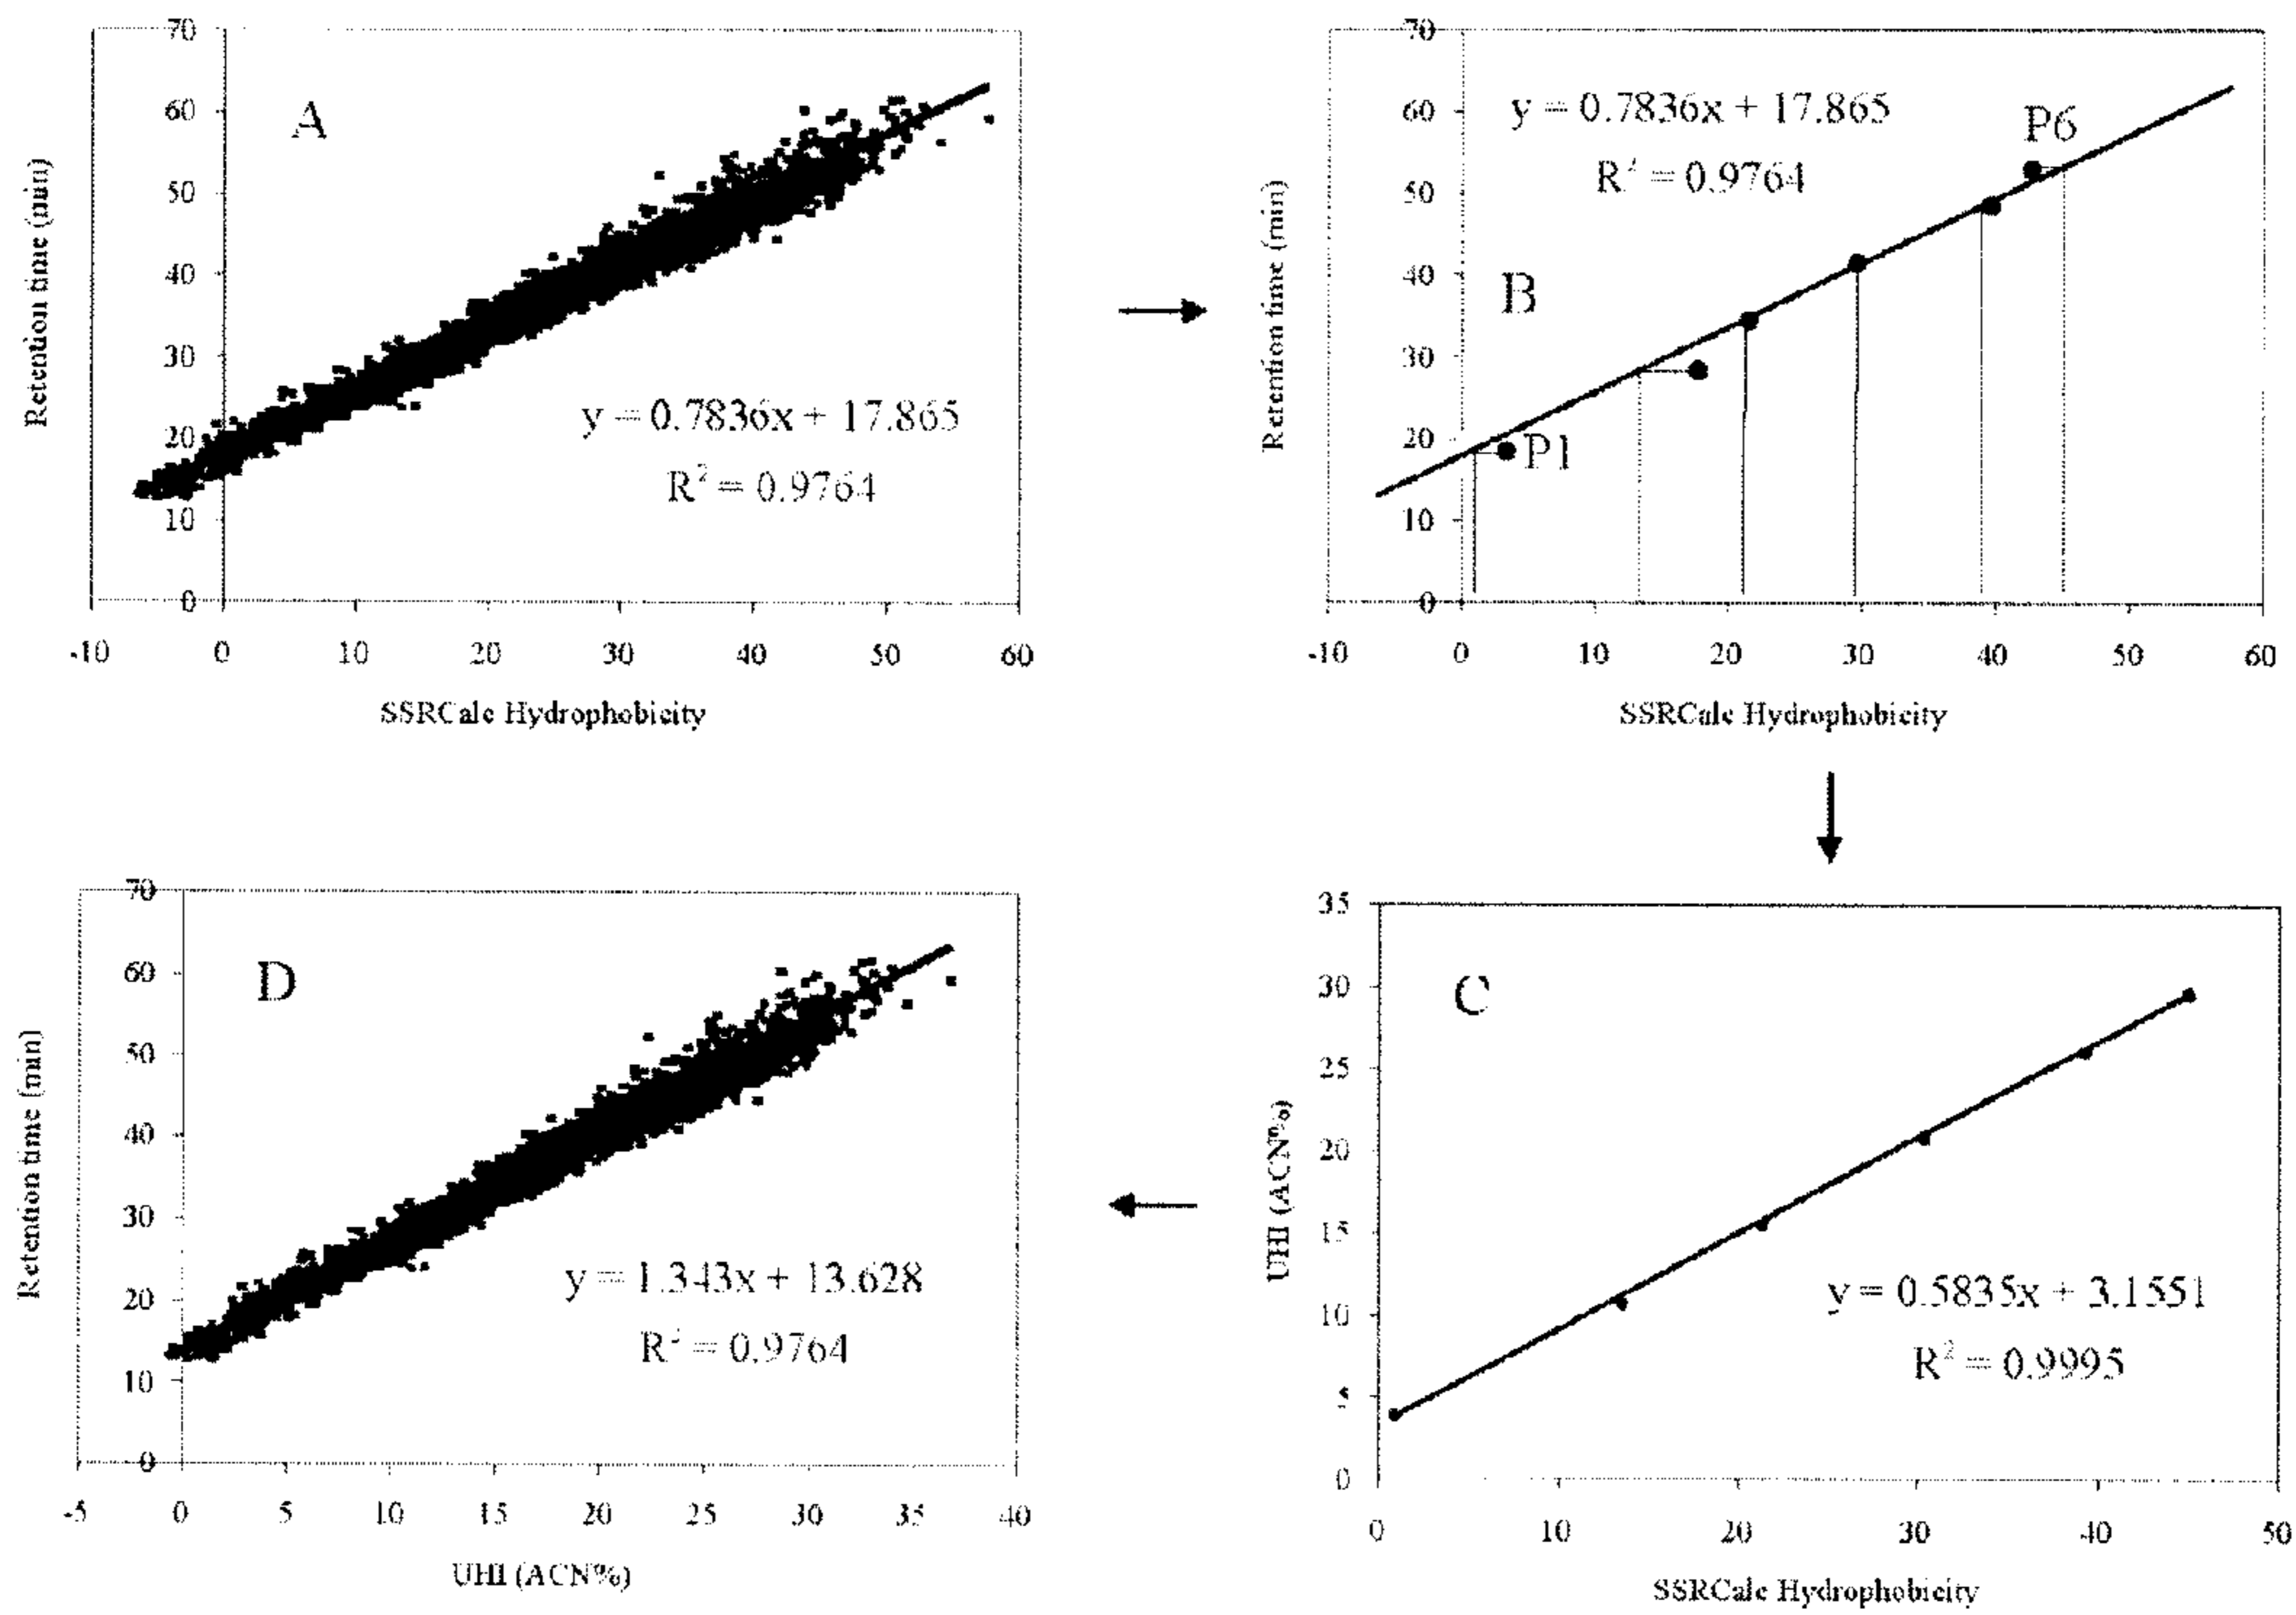 A
70
60
50
40
30
20
10
0
-10 0 10 20 30 40 50 60
Retention time (min)
SSRCalc Hydrophobicity
y = 0.7836x + 17.865
R² = 0.9764
B
70
60
50
40
30
20
10
0
-10 0 10 20 30 40 50 60
Retention time (min)
SSRCalc Hydrophobicity
y = 0.7836x + 17.865
R² = 0.9764
P6
P1
D
70
60
50
40
30
20
10
0
-5 0 5 10 15 20 25 30 35 40
Retention time (min)
UHI (ACN%)
y = 1.343x + 13.628
R² = 0.9764
C
35
30
25
20
15
10
5
0
0 10 20 30 40 50
UHI (ACN%)
SSRCalc Hydrophobicity
y = 0.5835x + 3.1551
R² = 0.9995